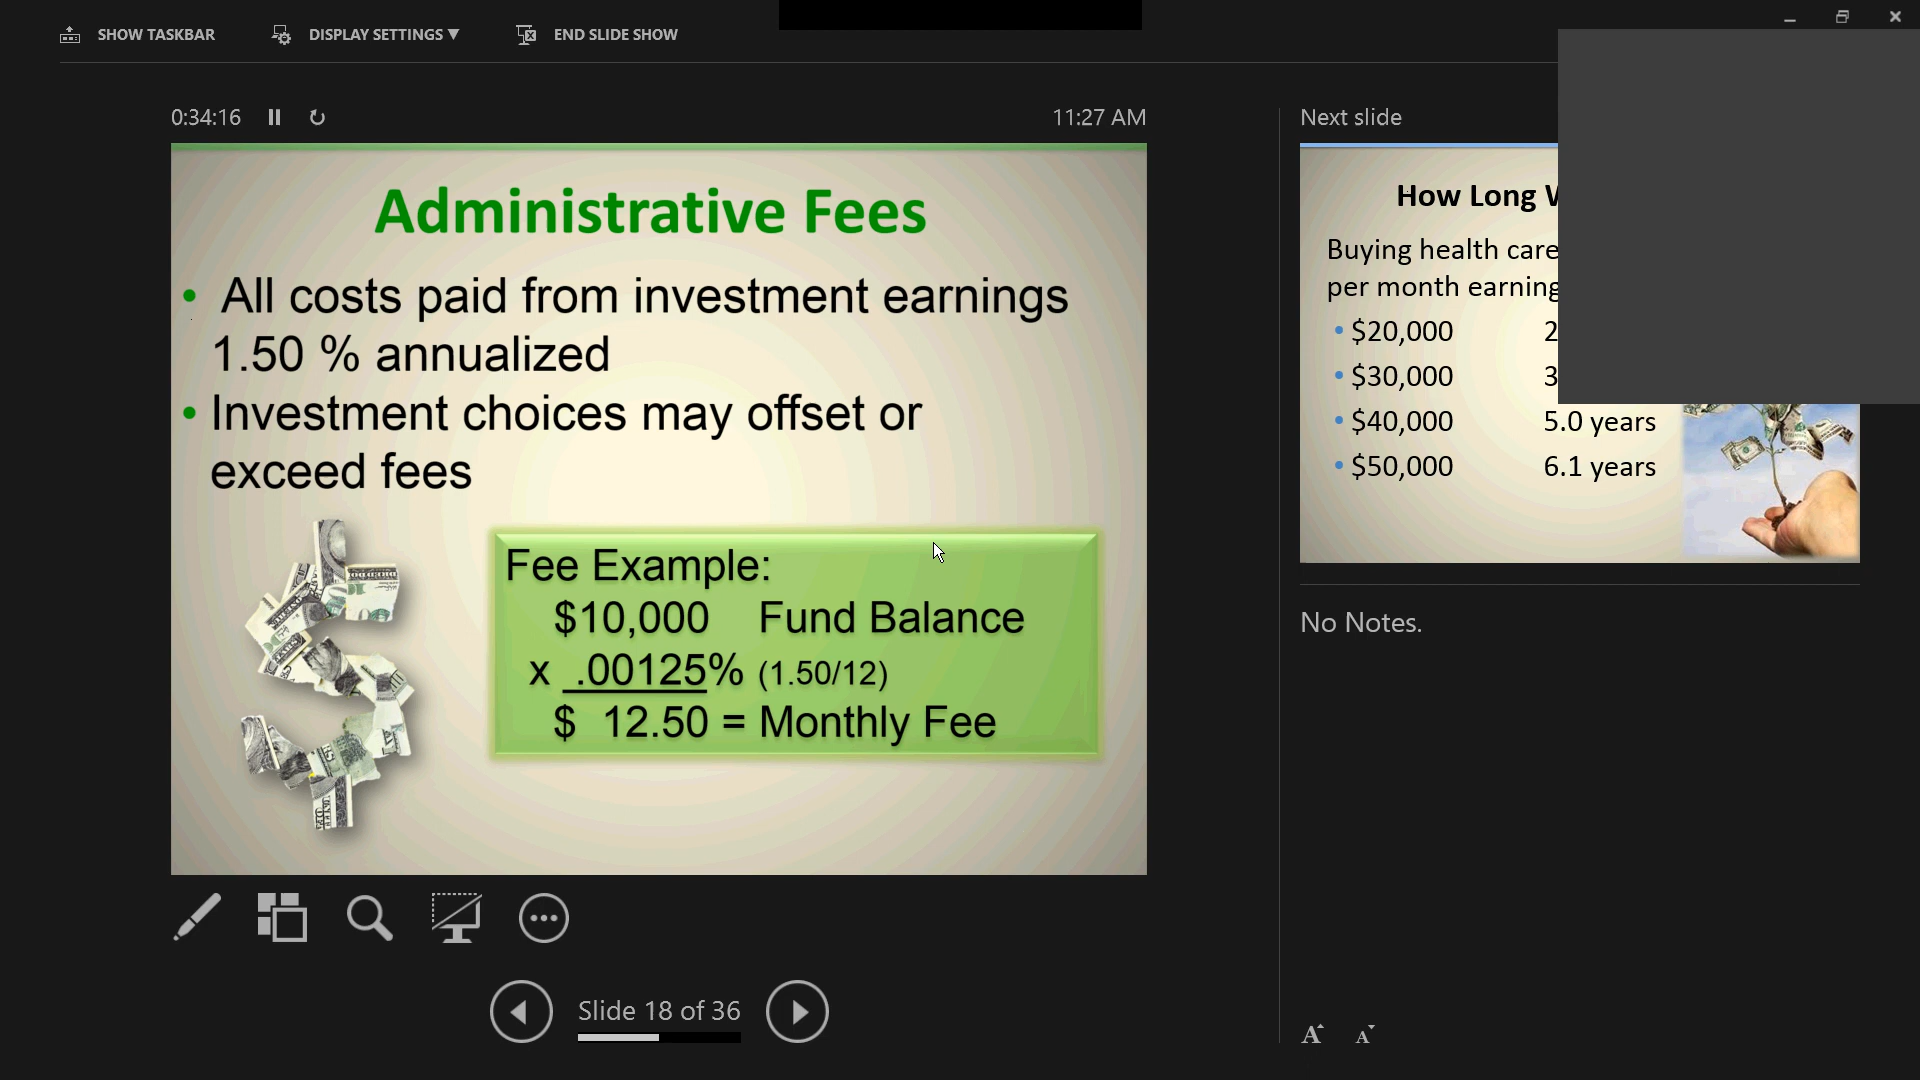 SHOW TASKBAR
DISPLAY SETTINGS ▼
END SLIDE SHOW
0:34:16
11:27 AM
Administrative Fees
• All costs paid from investment earnings
1.50 % annualized
• Investment choices may offset or
exceed fees
Fee Example:
$10,000 Fund Balance
x .00125% (1.50/12)
$ 12.50 = Monthly Fee
Slide 18 of 36
Next slide
How Long
Buying health care
per month earning
• $20,000 2
• $30,000 3
• $40,000 5.0 years
• $50,000 6.1 years
No Notes.